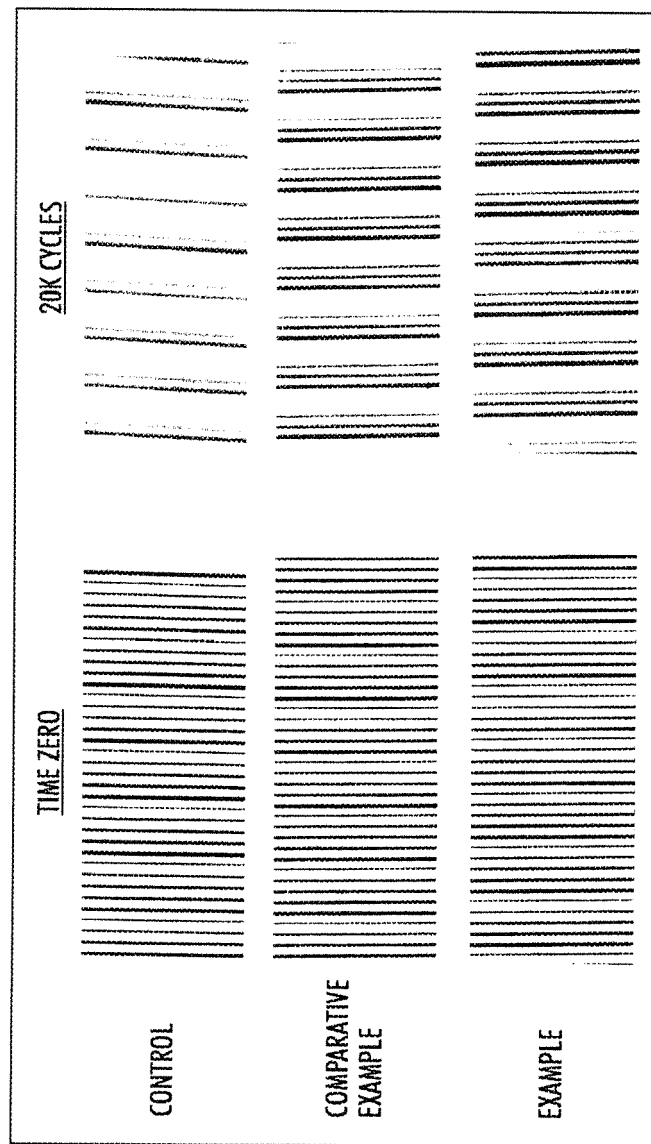 TIME ZERO
20K CYCLES
CONTROL
COMPARATIVE
EXAMPLE
EXAMPLE